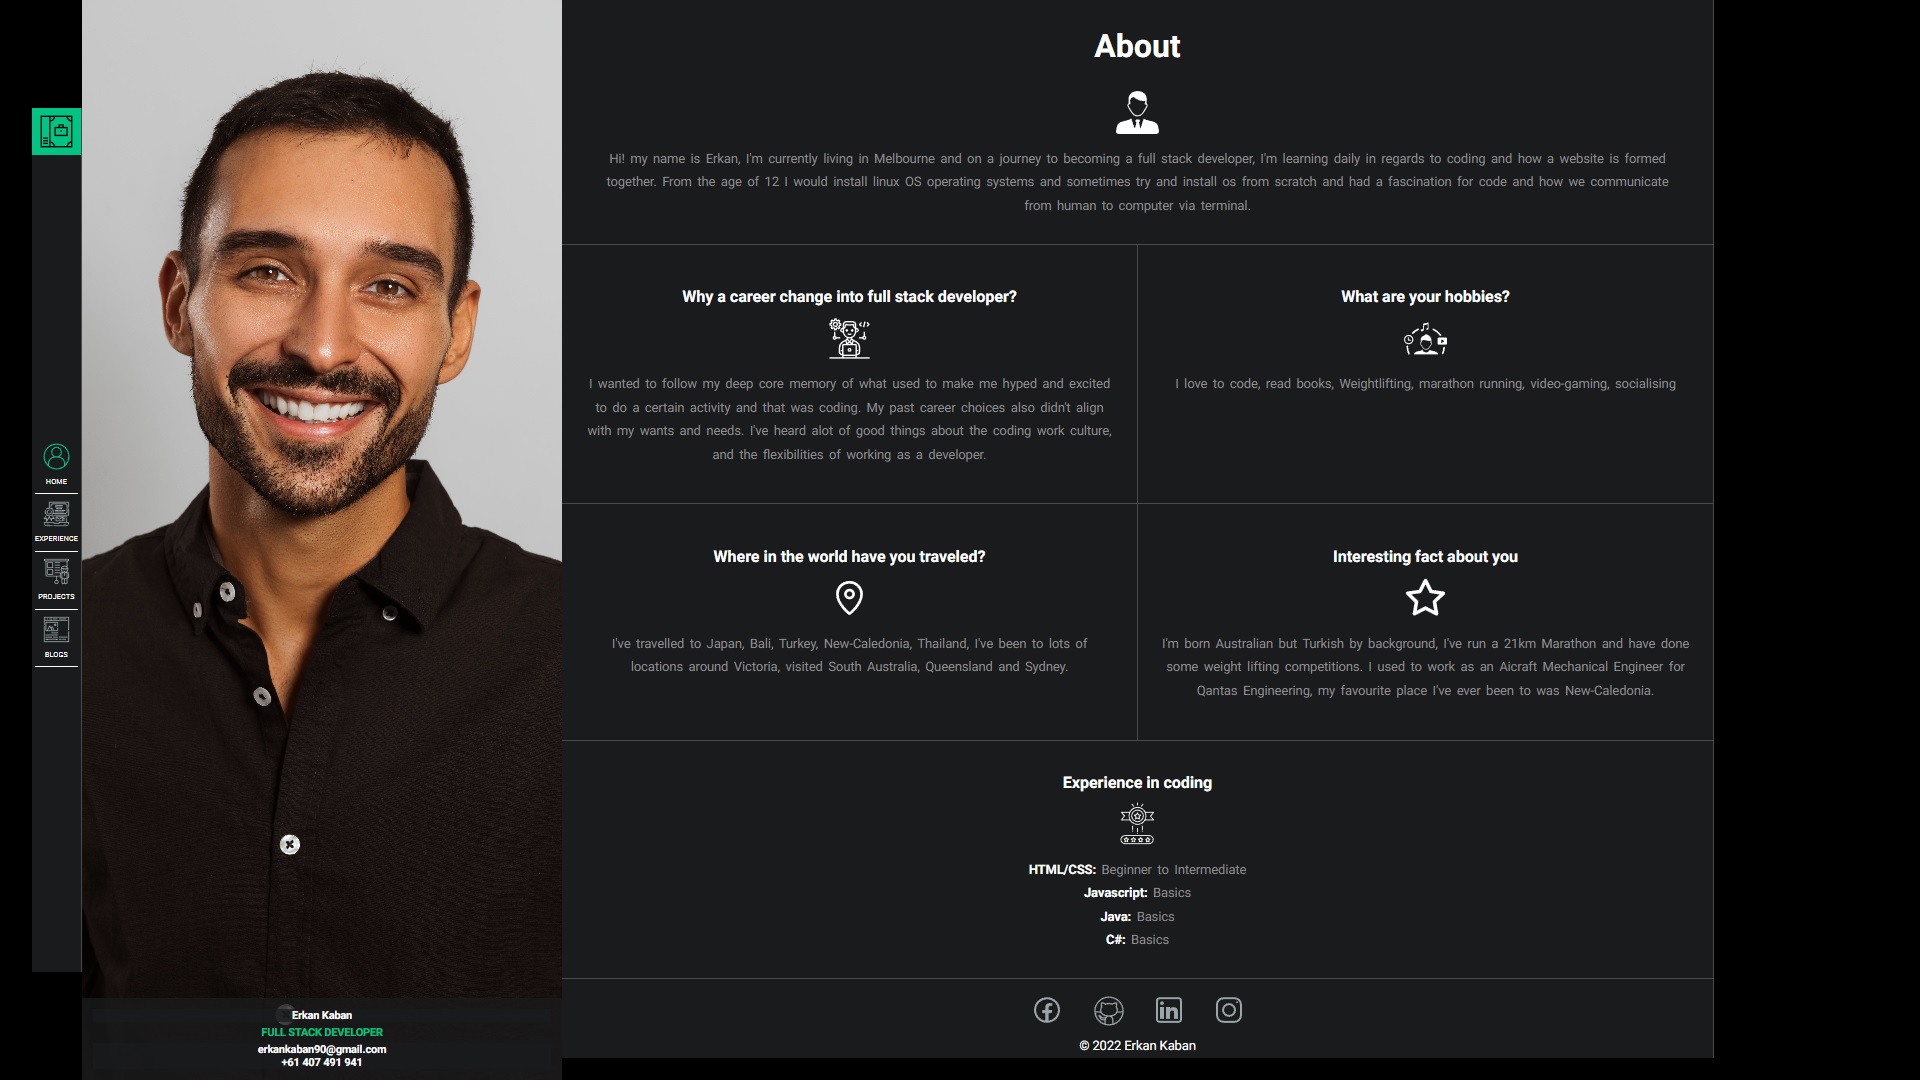 HOME
EXPERIENCE
PROJECTS
BLOGS
Erkan Kaban
FULL STACK DEVELOPER
erkankaban90@gmail.com
+61 407 491 941
About
Hi! my name is Erkan, I'm currently living in Melbourne and on a journey to becoming a full stack developer, I'm learning daily in regards to coding and how a website is formed
together. From the age of 12 I would install linux OS operating systems and sometimes try and install os from scratch and had a fascination for code and how we communicate
from human to computer via terminal.
Why a career change into full stack developer?
I wanted to follow my deep core memory of what used to make me hyped and excited
to do a certain activity and that was coding. My past career choices also didn't align
with my wants and needs. I've heard alot of good things about the coding work culture,
and the flexibilities of working as a developer.
What are your hobbies?
I love to code, read books, Weightlifting, marathon running, video-gaming, socialising
Where in the world have you traveled?
I've travelled to Japan, Bali, Turkey, New-Caledonia, Thailand, I've been to lots of
locations around Victoria, visited South Australia, Queensland and Sydney.
Interesting fact about you
I'm born Australian but Turkish by background, I've run a 21km Marathon and have done
some weight lifting competitions. I used to work as an Aicraft Mechanical Engineer for
Qantas Engineering, my favourite place I've ever been to was New-Caledonia.
Experience in coding
HTML/CSS: Beginner to Intermediate
Javascript: Basics
Java: Basics
C#: Basics
© 2022 Erkan Kaban